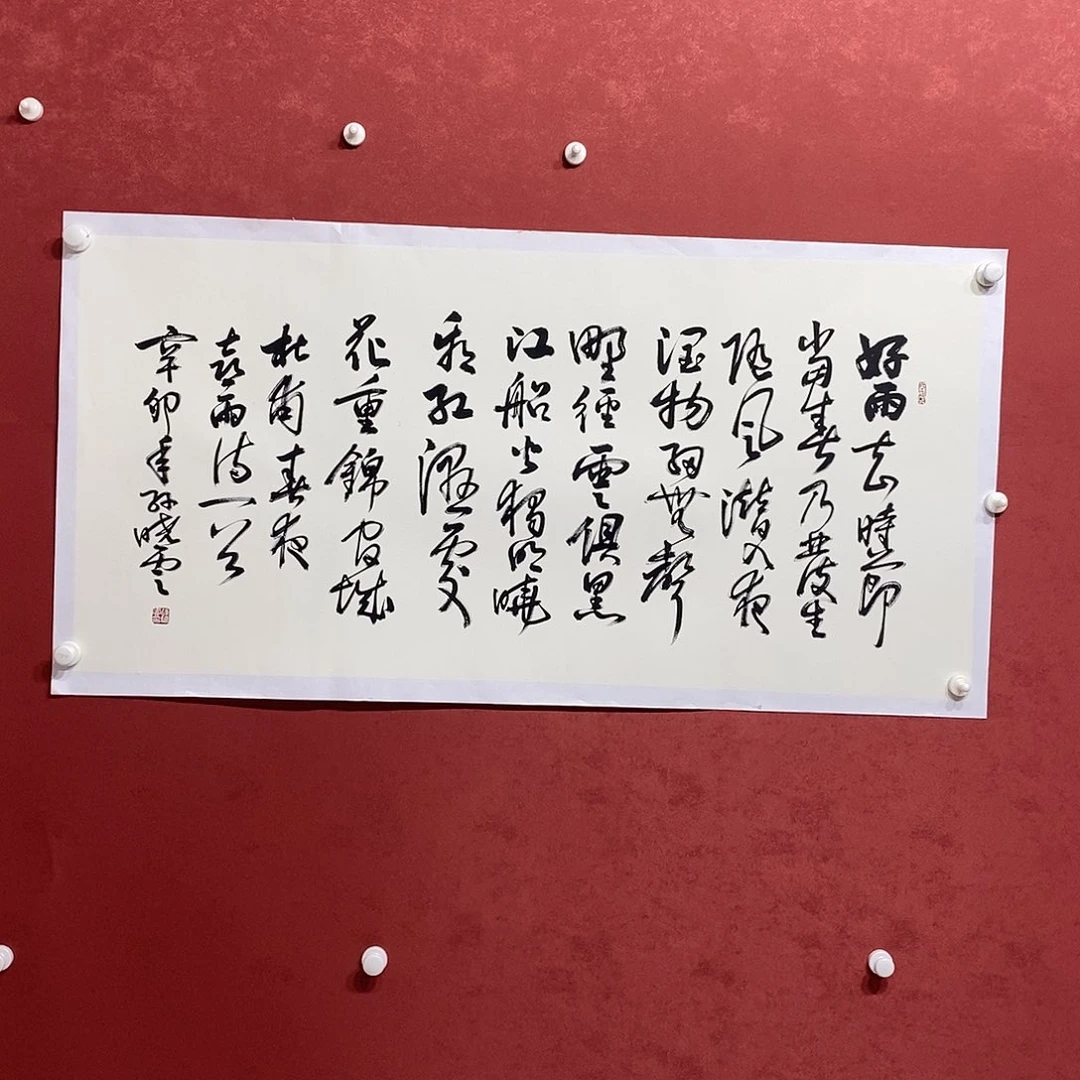 好雨知時節
當春乃發生
隨風潛入夜
潤物細無聲
野徑雲俱黑
江船火獨明曉
看紅濕處
花重錦官城
杜甫春夜
喜雨詩一首
辛卯年孫曉雲